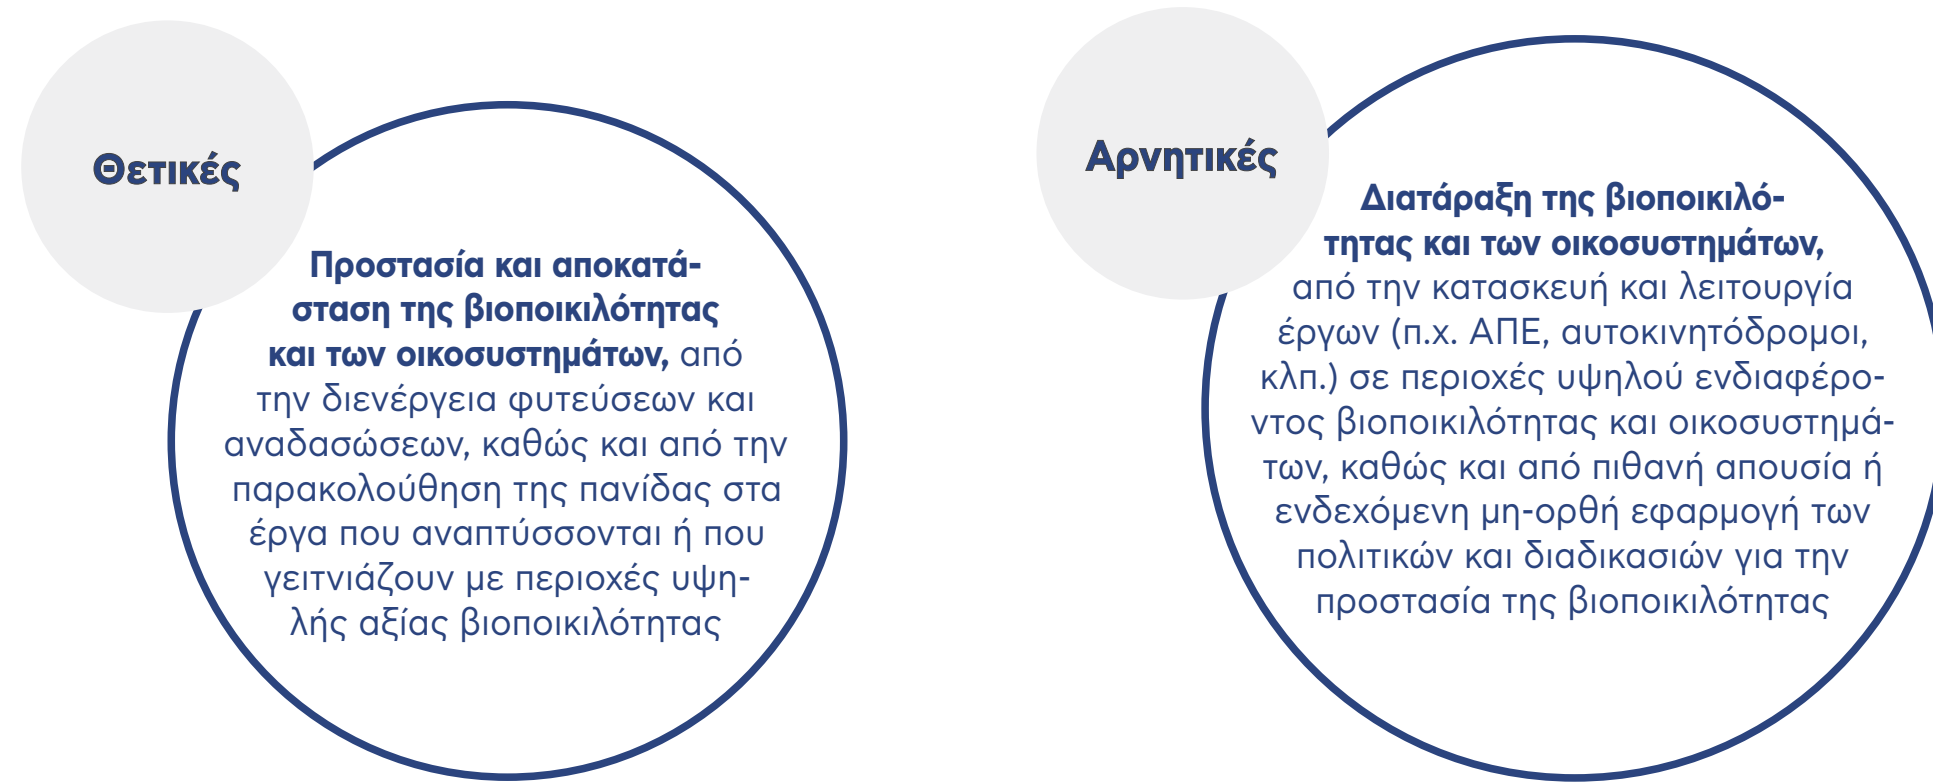 Θετικές
Προστασία και αποκατά-
σταση της βιοποικιλότητας
και των οικοσυστημάτων, από
την διενέργεια φυτεύσεων και
αναδασώσεων, καθώς και από την
παρακολούθηση της πανίδας στα
έργα που αναπτύσσονται ή που
γειτνιάζουν με περιοχές υψη-
λής αξίας βιοποικιλότητας
Αρνητικές
Διατάραξη της βιοποικιλό-
τητας και των οικοσυστημάτων,
από την κατασκευή και λειτουργία
έργων (π.χ. ΑΠΕ, αυτοκινητόδρομοι,
κλπ.) σε περιοχές υψηλού ενδιαφέρο-
ντος βιοποικιλότητας και οικοσυστημά-
των, καθώς και από πιθανή απουσία ή
ενδεχόμενη μη-ορθή εφαρμογή των
πολιτικών και διαδικασιών για την
προστασία της βιοποικιλότητας